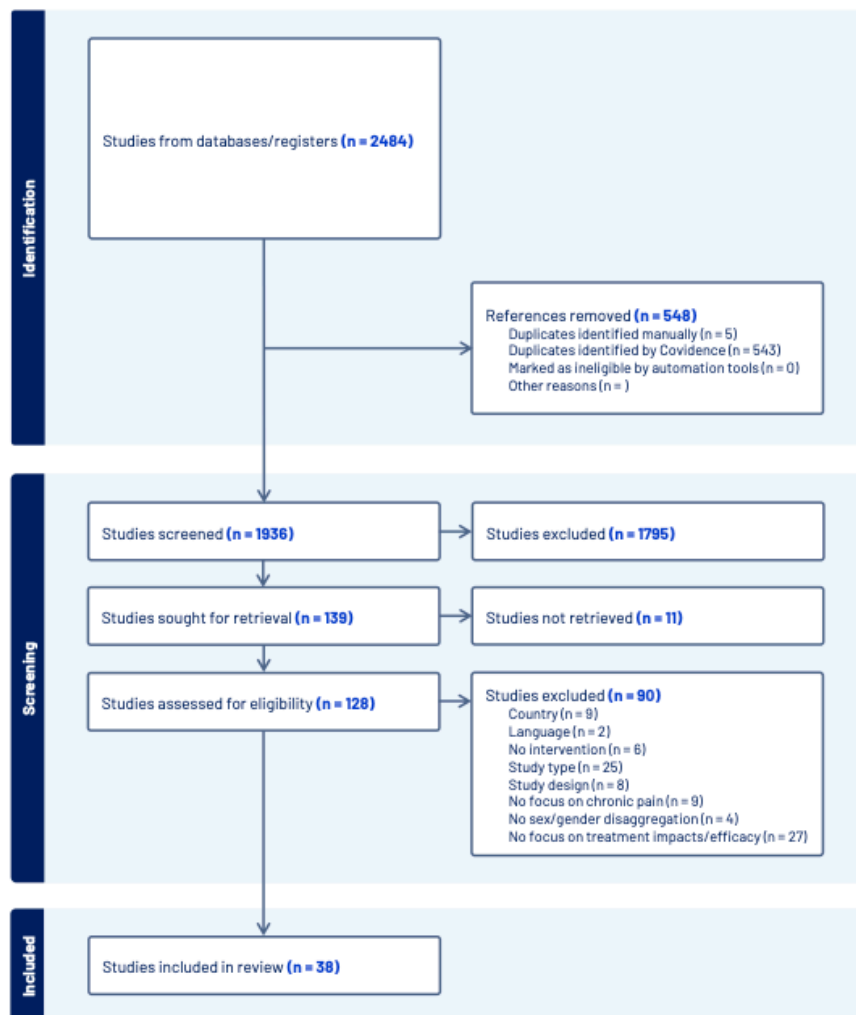 Identification
Studies from databases/registers (n = 2484)
References removed (n = 548)
Duplicates identified manually (n = 5)
Duplicates identified by Covidence (n = 543)
Marked as ineligible by automation tools (n = 0)
Other reasons (n = )
Screening
Studies screened (n = 1936)
Studies excluded (n = 1795)
Studies sought for retrieval (n = 139)
Studies not retrieved (n = 11)
Studies assessed for eligibility (n = 128)
Studies excluded (n = 90)
Country (n = 9)
Language (n = 2)
No intervention (n = 6)
Study type (n = 25)
Study design (n = 8)
No focus on chronic pain (n = 9)
No sex/gender disaggregation (n = 4)
No focus on treatment impacts/efficacy (n = 27)
Included
Studies included in review (n = 38)